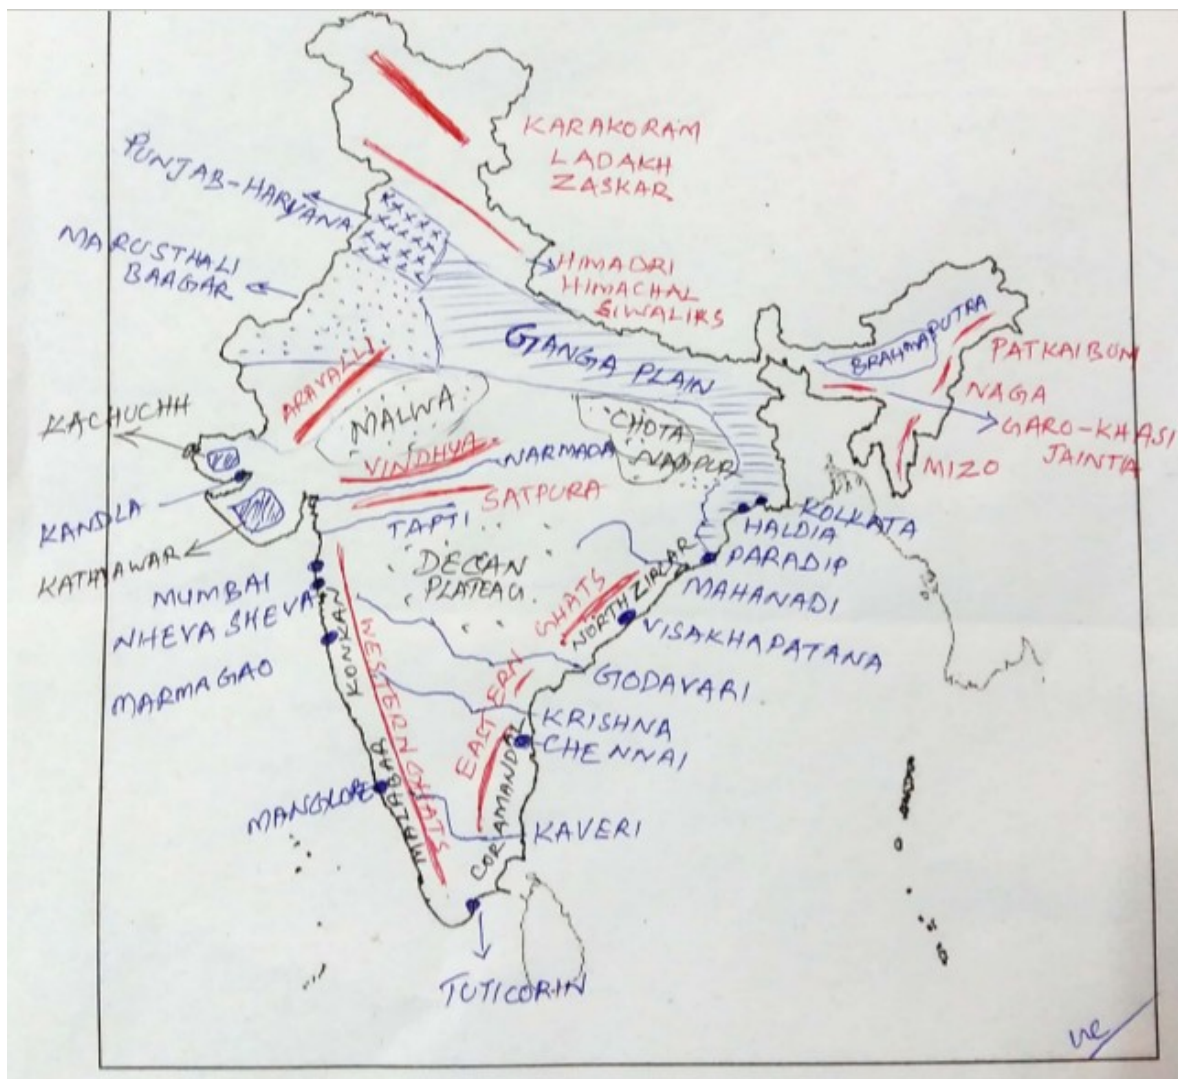 KARAKORAM
LADAKH
ZASKAR
PUNJAB-HARYANA
MARUSTHALI
BAAGAR
HIMADRI
HIMACHAL
SIWALIKS
GANGA PLAIN
BRAHMAPUTRA
PATKAIBUM
NAGA
GARO-KHASI
JAINTIA
MIZO
ARAVALLI
MALWA
CHOTA
NAGPUR
KACHUCHH
VINDHYA
NARMADA
SATPURA
TAPTI
KANDLA
KATHYAWAR
DECCAN
PLATEAU
KOLKATA
HALDIA
PARADIP
MAHANADI
MUMBAI
NHEVA SHEVA
MARMAGAO
KONKAN
WESTERN GHATS
EASTERN GHATS
NORTH ZIRCAR
VISAKHAPATANA
GODAVARI
KRISHNA
CHENNAI
MANGLORE
MALABAR
CORAMANDAL
KAVERI
TUTICORIN